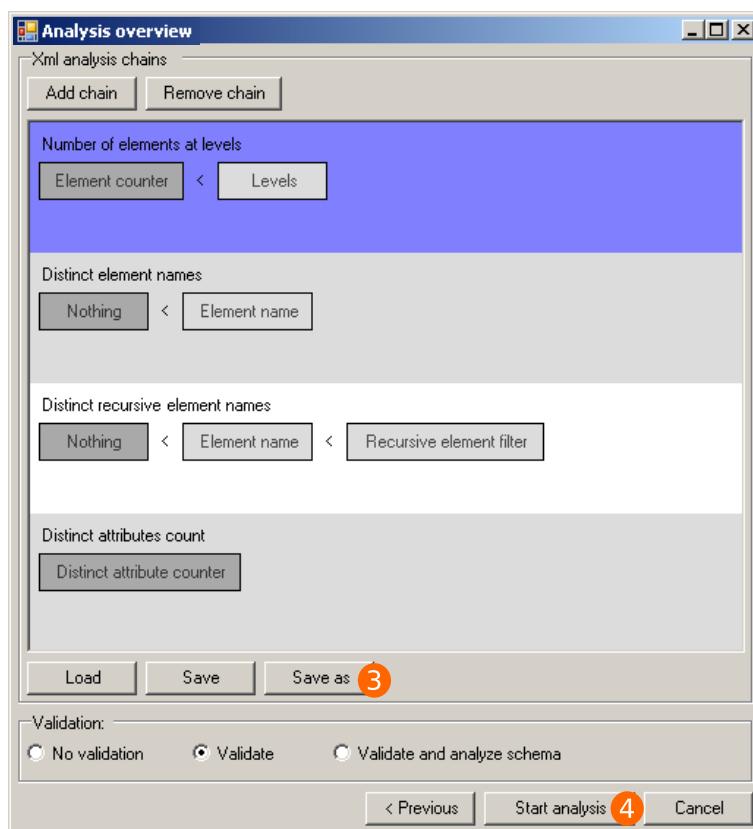 Analysis overview
Xml analysis chains
Add chain Remove chain
Number of elements at levels
Element counter < Levels
Distinct element names
Nothing < Element name
Distinct recursive element names
Nothing < Element name < Recursive element filter
Distinct attributes count
Distinct attribute counter
Load Save Save as 3
Validation:
No validation Validate Validate and analyze schema
< Previous Start analysis 4 Cancel